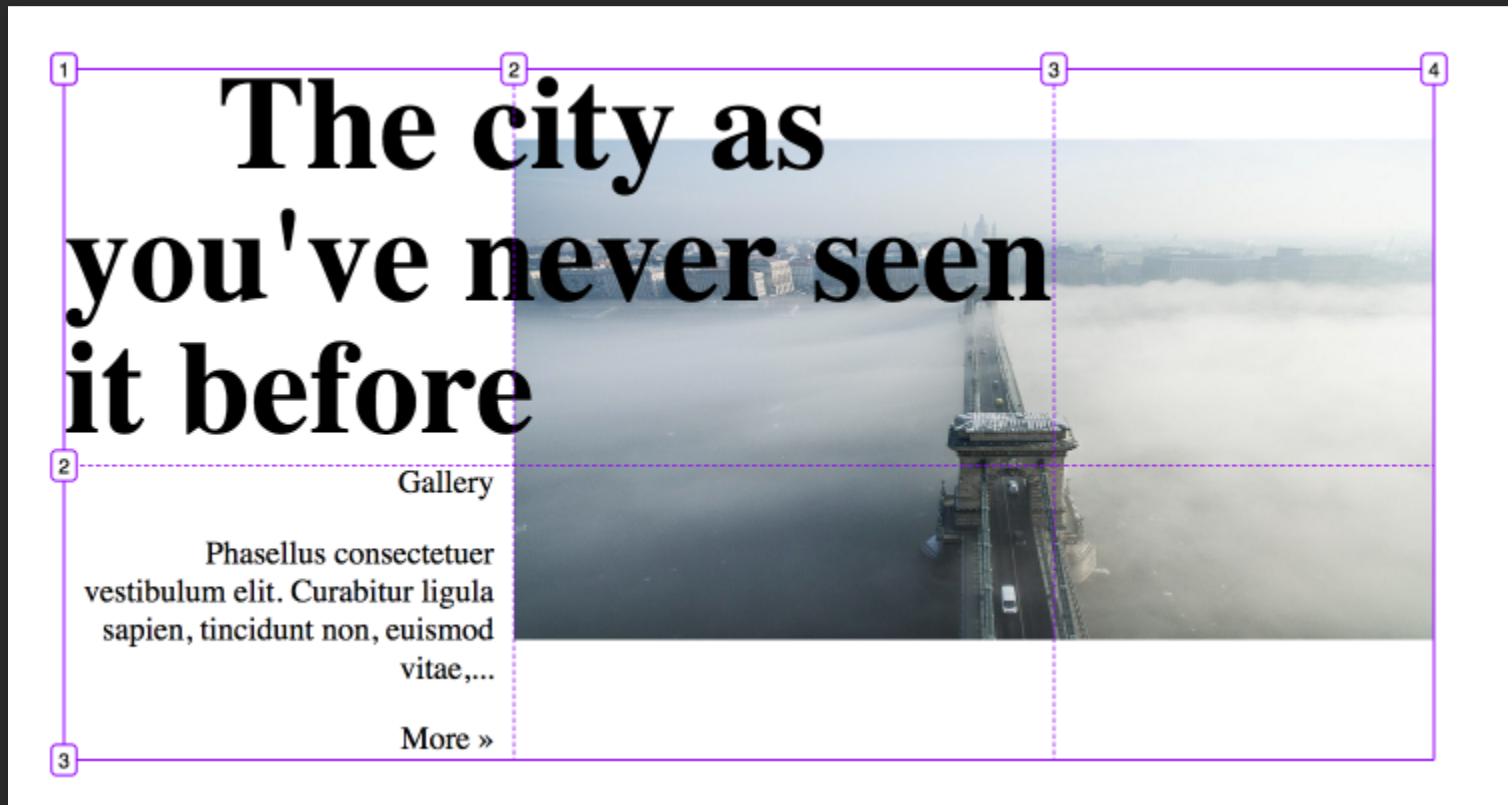 1
2
3
4
The city as
you've never seen
it before
2
Gallery
Phasellus consectetuer
vestibulum elit. Curabitur ligula
sapien, tincidunt non, euismod
vitae,...
More »
3